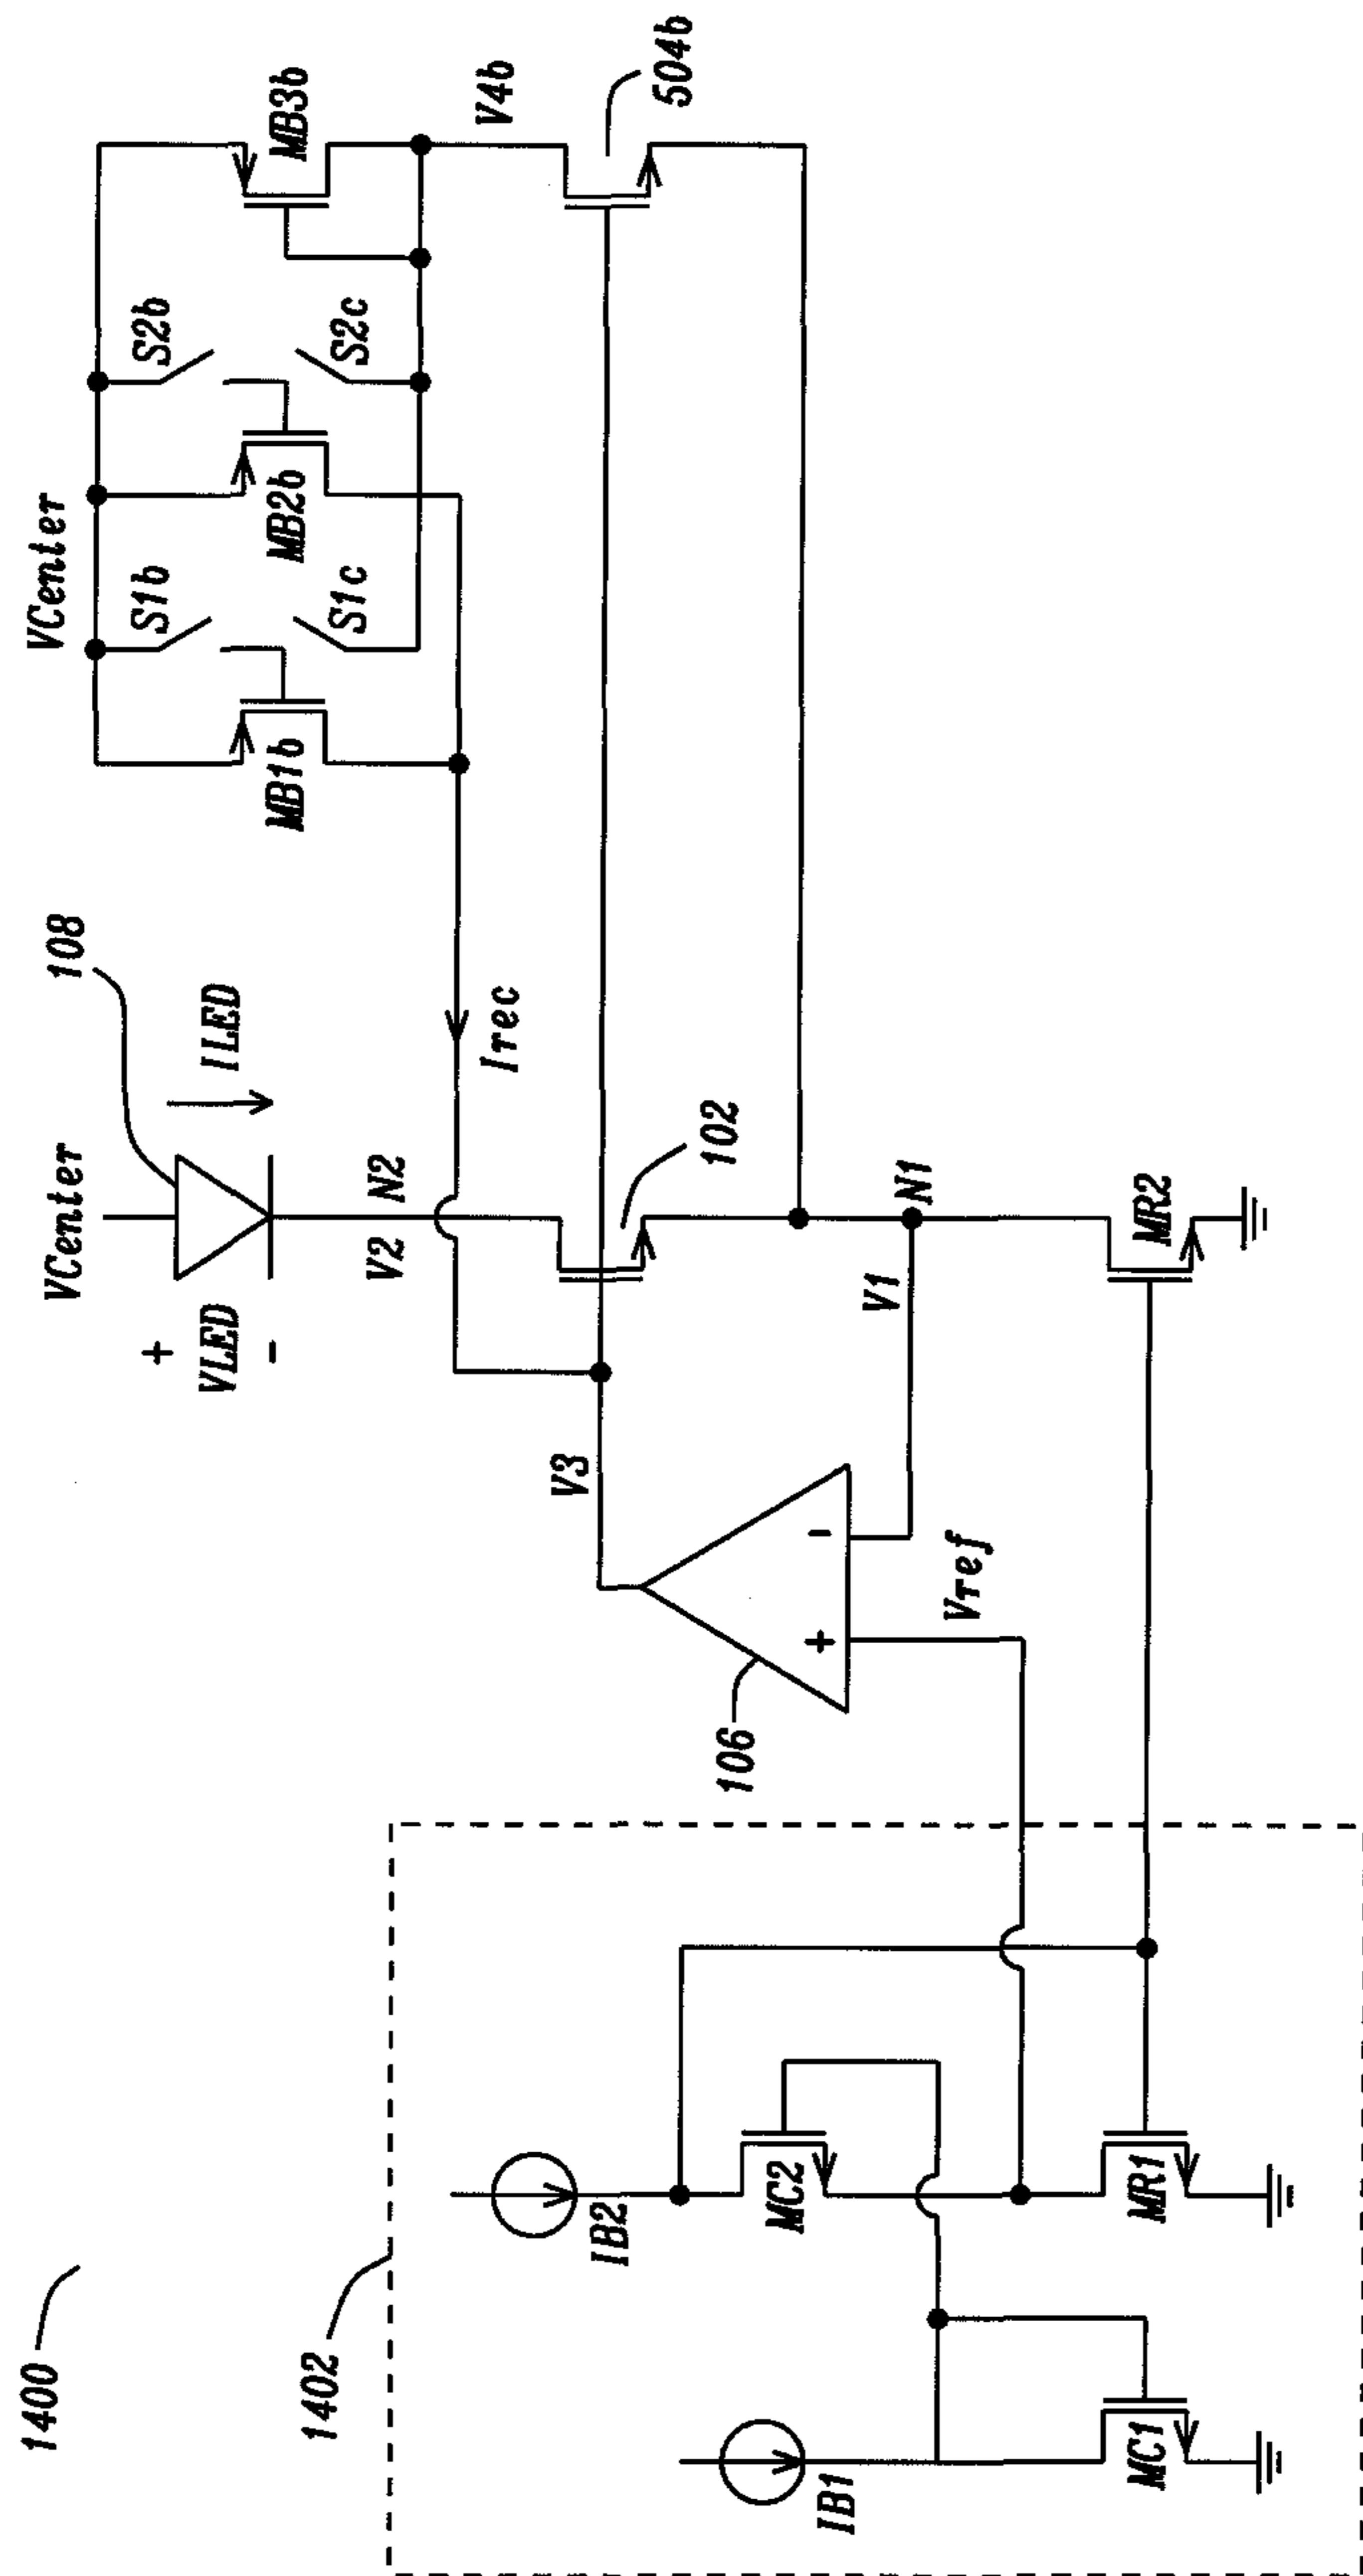 1400
1402
IB1
MC1
IB2
MC2
MR1
106
+
-
Vref
V3
V1
N1
VCenter
+
VLED
-
108
ILED
V2
N2
102
MR2
Irec
VCenter
S1b
S1c
MB1b
S2b
S2c
MB2b
MB3b
V4b
504b